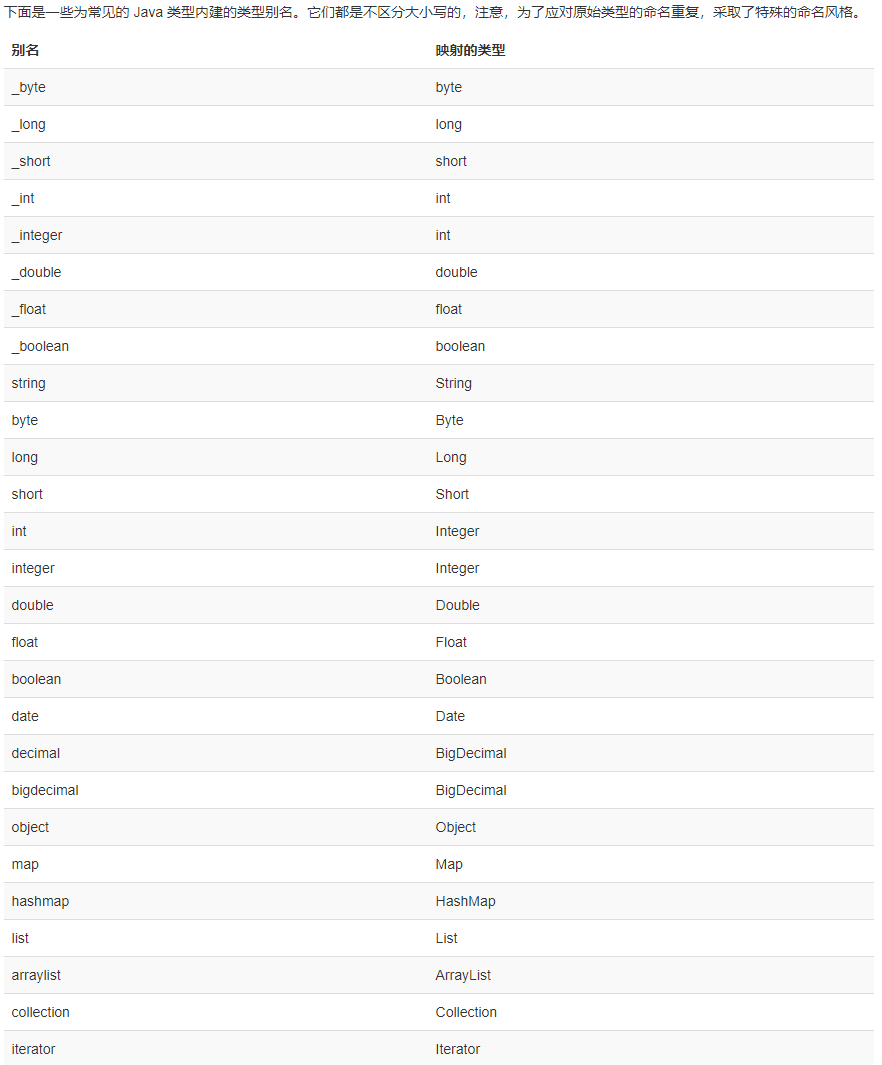 下面是一些为常见的 Java 类型内建的类型别名。它们都是不区分大小写的，注意，为了应对原始类型的命名重复，采取了特殊的命名风格。
别名 映射的类型
_byte byte
_long long
_short short
_int int
_integer int
_double double
_float float
_boolean boolean
string String
byte Byte
long Long
short Short
int Integer
integer Integer
double Double
float Float
boolean Boolean
date Date
decimal BigDecimal
bigdecimal BigDecimal
object Object
map Map
hashmap HashMap
list List
arraylist ArrayList
collection Collection
iterator Iterator